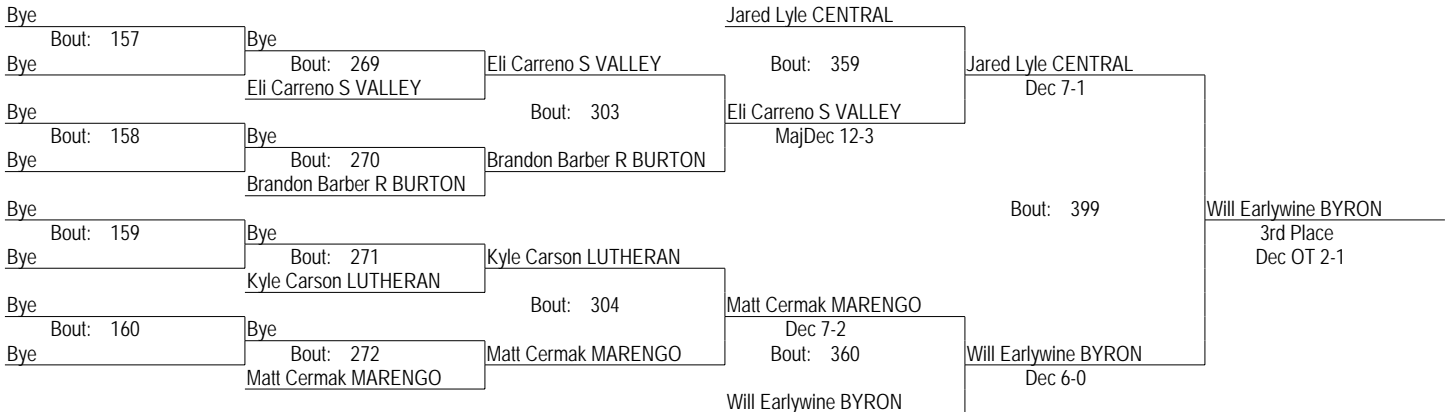 Bye Jared Lyle CENTRAL
Bout: 157 Bye
Bye Bout: 269 Eli Carreno S VALLEY Bout: 359 Jared Lyle CENTRAL
Eli Carreno S VALLEY Dec 7-1
Bye Bout: 303 Eli Carreno S VALLEY
Bout: 158 Bye MajDec 12-3
Bye Bout: 270 Brandon Barber R BURTON
Brandon Barber R BURTON
Bye Bout: 399 Will Earlywine BYRON
Bout: 159 Bye 3rd Place
Bye Bout: 271 Kyle Carson LUTHERAN Dec OT 2-1
Kyle Carson LUTHERAN
Bye Bout: 304 Matt Cermak MARENGO
Bout: 160 Bye Dec 7-2
Bye Bout: 272 Matt Cermak MARENGO Bout: 360 Will Earlywine BYRON
Matt Cermak MARENGO Dec 6-0
Will Earlywine BYRON